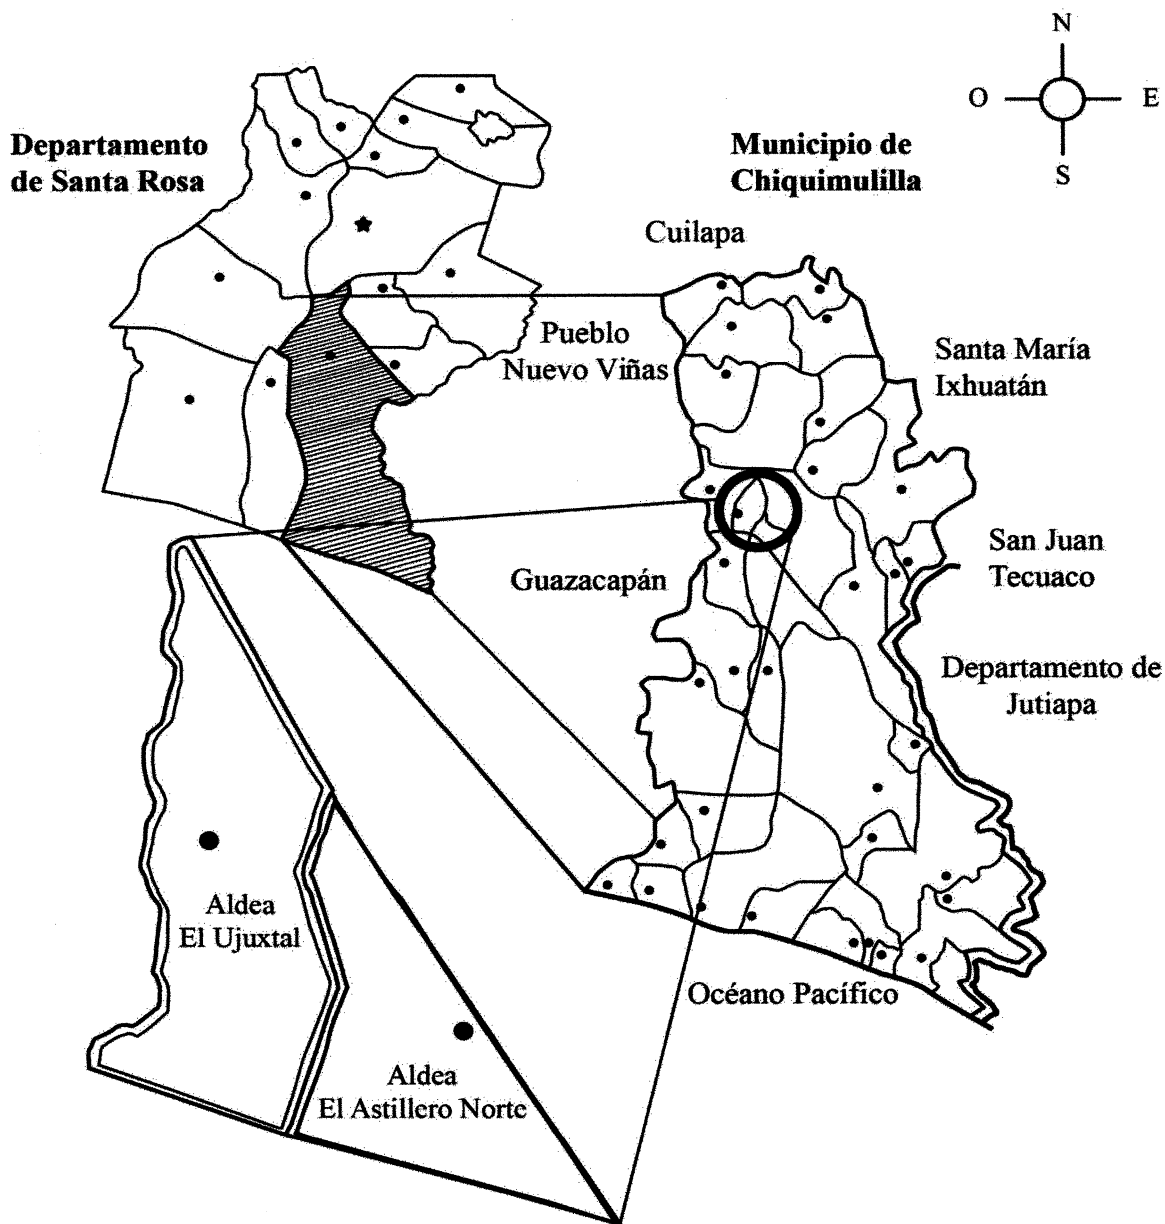 N
O
E
S
Departamento
de Santa Rosa
Municipio de
Chiquimulilla
Cuilapa
Pueblo
Nuevo Viñas
Santa María
Ixhuatán
Guazacapán
San Juan
Tecuaco
Departamento de
Jutiapa
Aldea
El Ujuxtal
Océano Pacífico
Aldea
El Astillero Norte